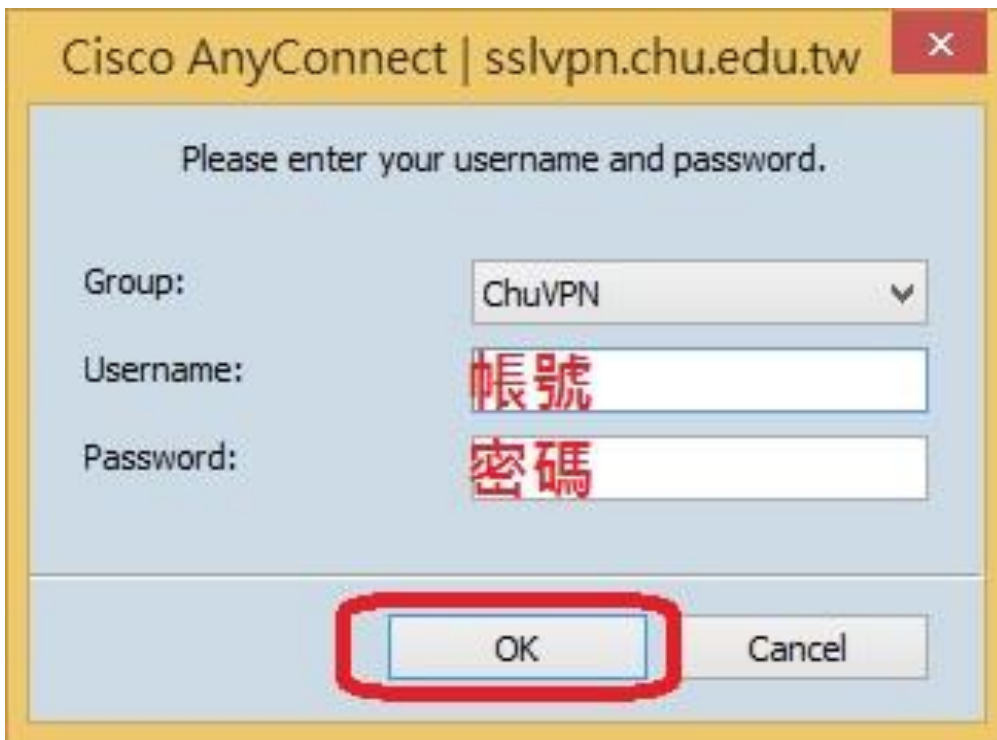 Cisco AnyConnect | sslvpn.chu.edu.tw
Please enter your username and password.
Group: ChuVPN
Username: 帳號
Password: 密碼
OK Cancel